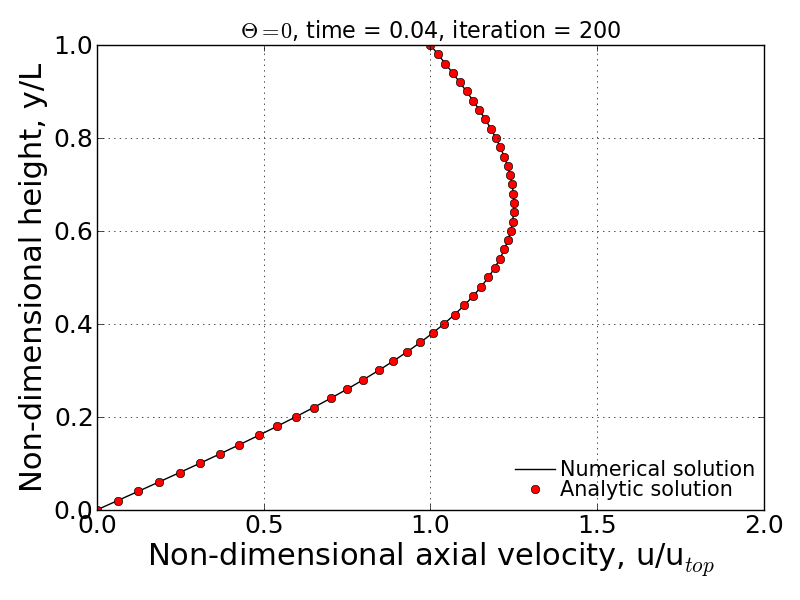 Θ = 0, time = 0.04, iteration = 200
1.0
0.8
0.6
0.4
0.2
0.0
Non-dimensional height, y/L
Numerical solution
Analytic solution
0.0 0.5 1.0 1.5 2.0
Non-dimensional axial velocity, u/u_top